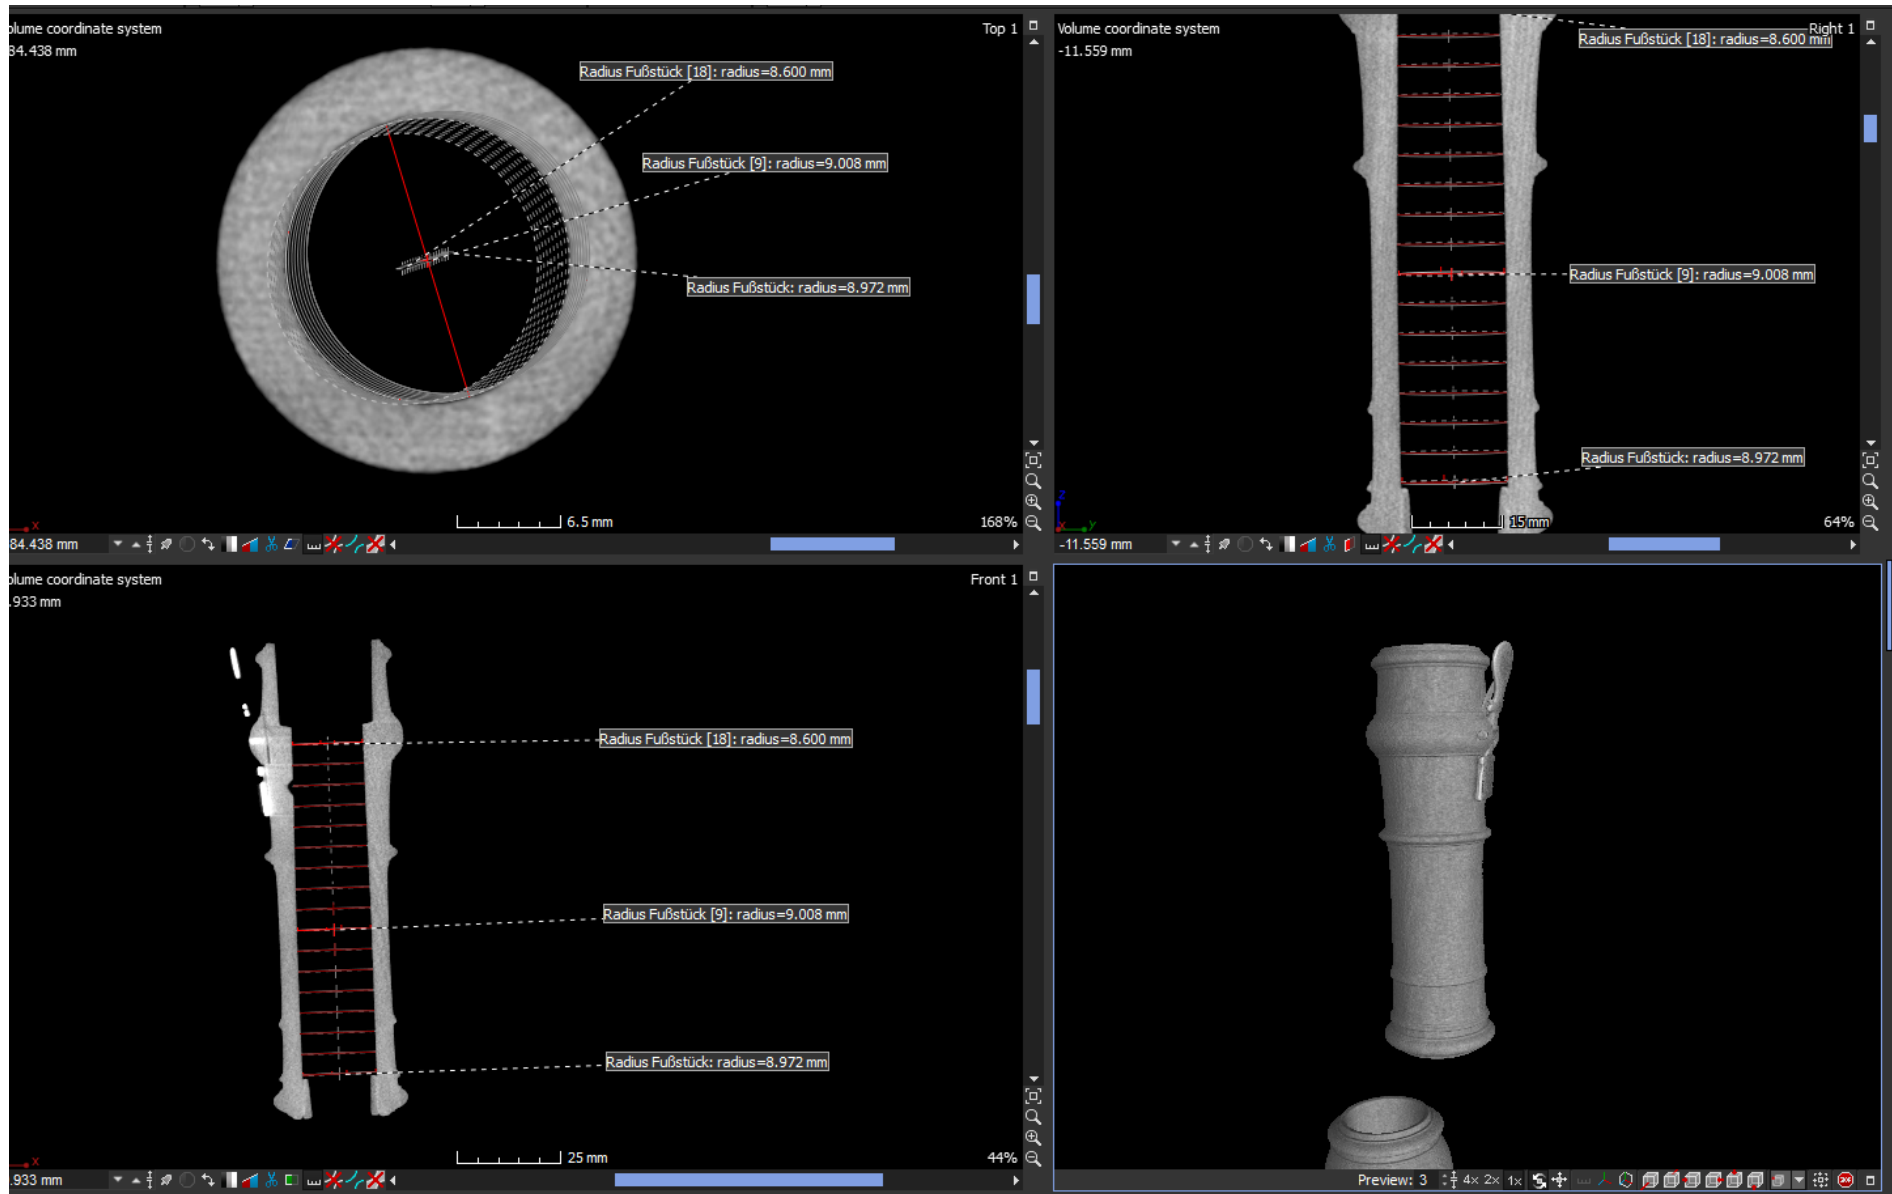 olume coordinate system
Top 1
84.438 mm
Radius Fußstück [18]: radius=8.600 mm
Radius Fußstück [9]: radius=9.008 mm
Radius Fußstück: radius=8.972 mm
6.5 mm
168%
x
84.438 mm
Volume coordinate system
Right 1
-11.559 mm
Radius Fußstück [18]: radius=8.600 mm
Radius Fußstück [9]: radius=9.008 mm
Radius Fußstück: radius=8.972 mm
z
x
y
15 mm
64%
-11.559 mm
olume coordinate system
Front 1
.933 mm
Radius Fußstück [18]: radius=8.600 mm
Radius Fußstück [9]: radius=9.008 mm
Radius Fußstück: radius=8.972 mm
25 mm
44%
x
.933 mm
Preview: 3
4x 2x 1x